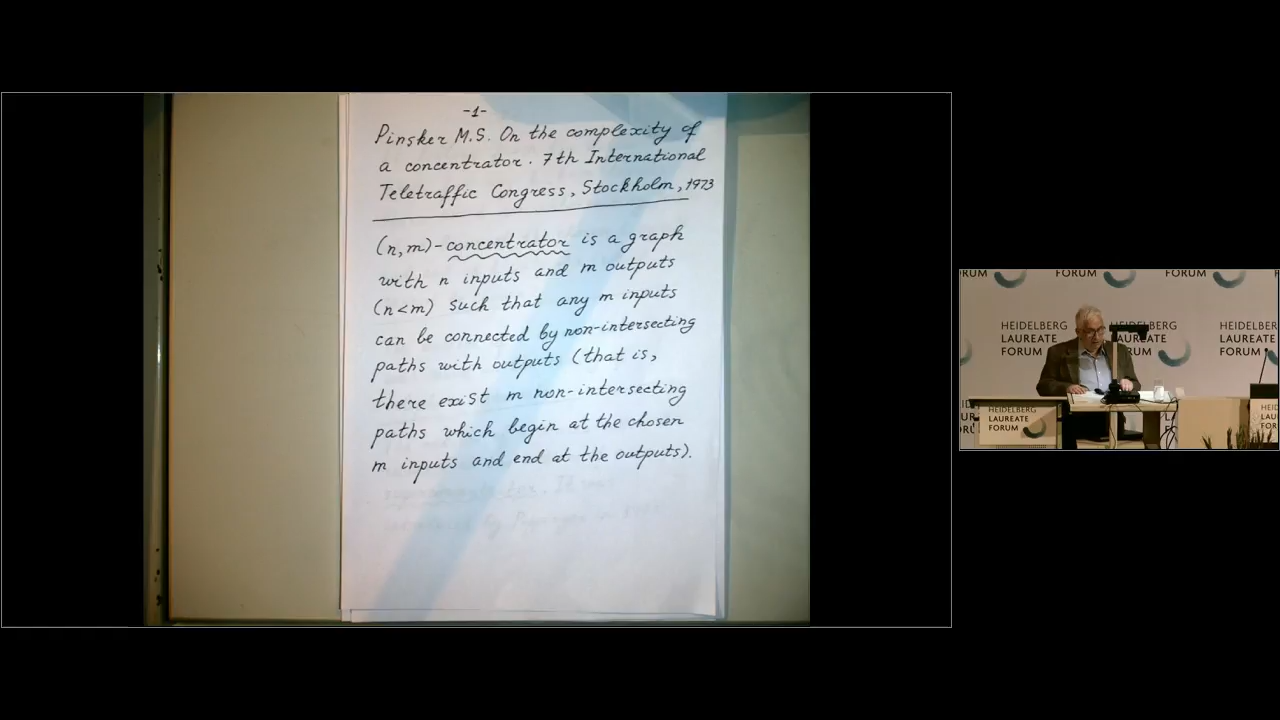 -1-
Pinsker M.S. On the complexity of
a concentrator. 7th International
Teletraffic Congress, Stockholm, 1973
(n,m)-concentrator is a graph
with n inputs and m outputs
(n<m) such that any m inputs
can be connected by non-intersecting
paths with outputs (that is,
there exist m non-intersecting
paths which begin at the chosen
m inputs and end at the outputs).
RUM
FORUM
FORUM
FORUM
HEIDELBERG
LAUREATE
FORUM
HEIDELBERG
LAUREATE
FORUM
HEIDELBERG
LAUREATE
FORUM
HEIDELBERG
LAUREATE
FORUM